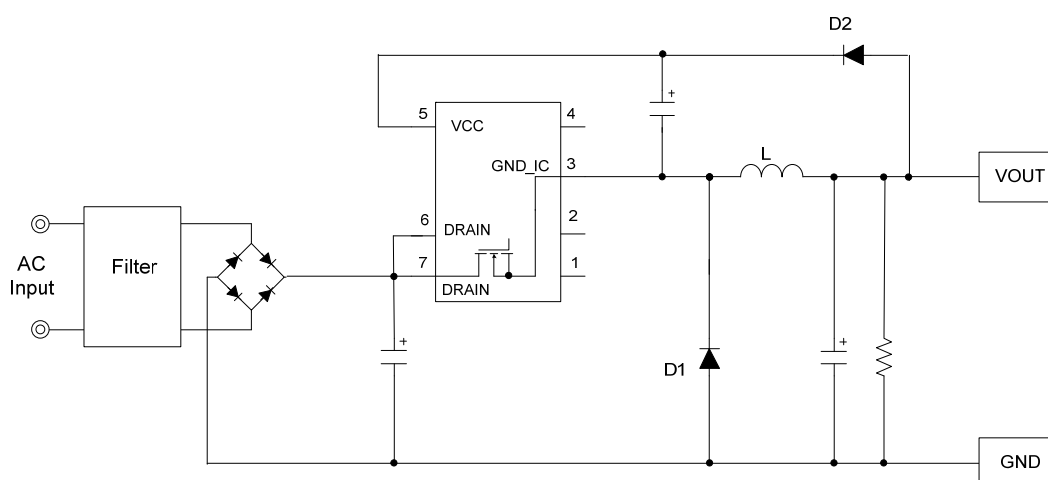 D2
+
5
VCC
4
GND_IC
3
L
VOUT
6
DRAIN
2
7
DRAIN
1
AC
Input
Filter
+
D1
+
GND